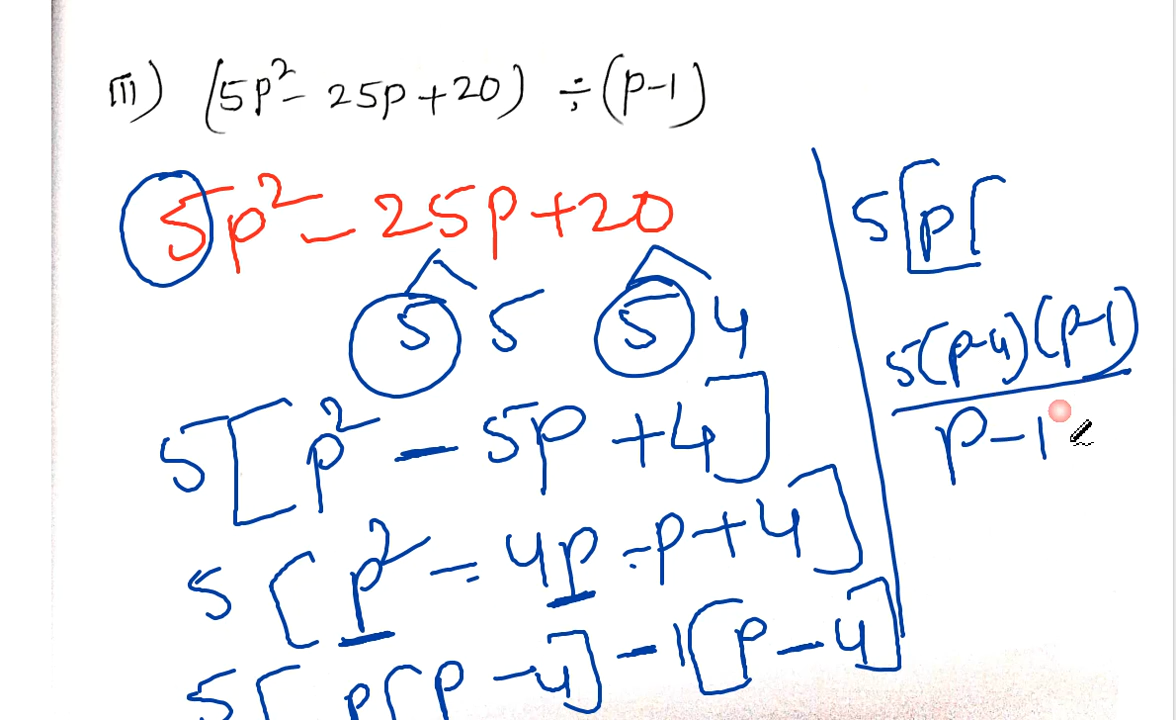 iii) (5p² - 25p + 20) ÷ (p-1)
5p² - 25p + 20
5 5 5 4
5[p² - 5p + 4]
5[p² - 4p - p + 4]
5[p[p - 4] - 1[p - 4]
5[p[
5(p-4)(p-1)
p-1